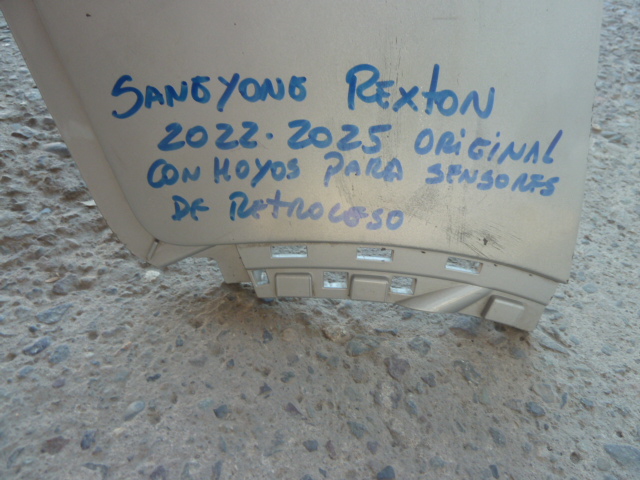 SANGYONG REXTON
2022-2025 ORIGINAL
CON HOYOS PARA SENSORES
DE RETROCESO